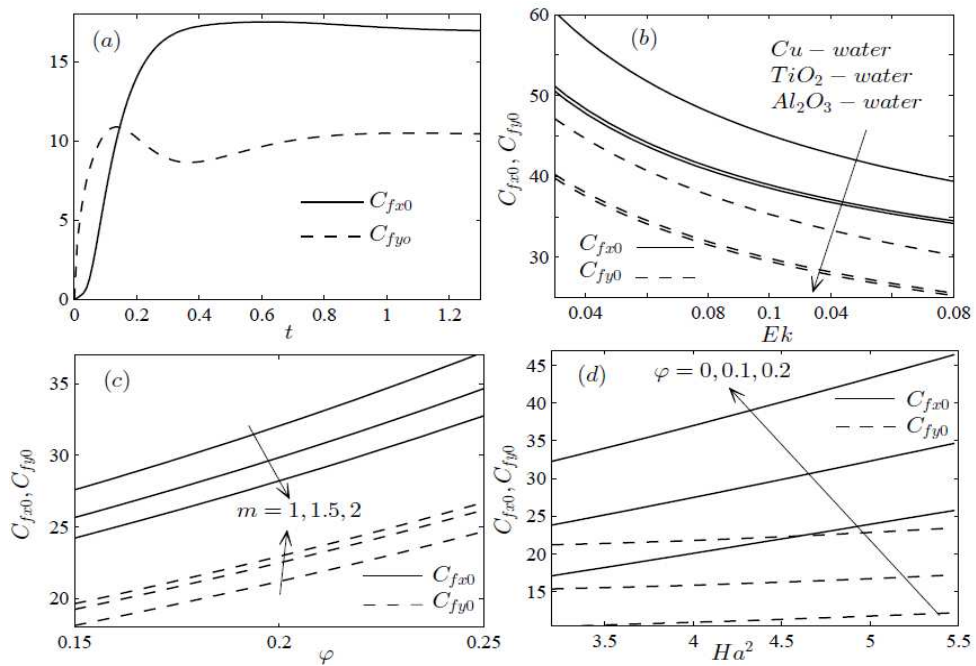 (a)
15
10
5
0
0 0.2 0.4 0.6 0.8 1 1.2
t
C_{fx0}
C_{fyo}
(b)
60
50
40
30
C_{fx0}, C_{fy0}
Cu − water
TiO_2 − water
Al_2O_3 − water
C_{fx0}
C_{fy0}
0.04 0.08 0.1 0.04 0.08
Ek
(c)
35
30
25
20
C_{fx0}, C_{fy0}
m = 1, 1.5, 2
C_{fx0}
C_{fy0}
0.15 0.2 0.25
φ
(d)
φ = 0, 0.1, 0.2
45
45
35
30
25
20
15
C_{fx0}, C_{fy0}
C_{fx0}
C_{fy0}
3.5 4 4.5 5 5.5
Ha^2